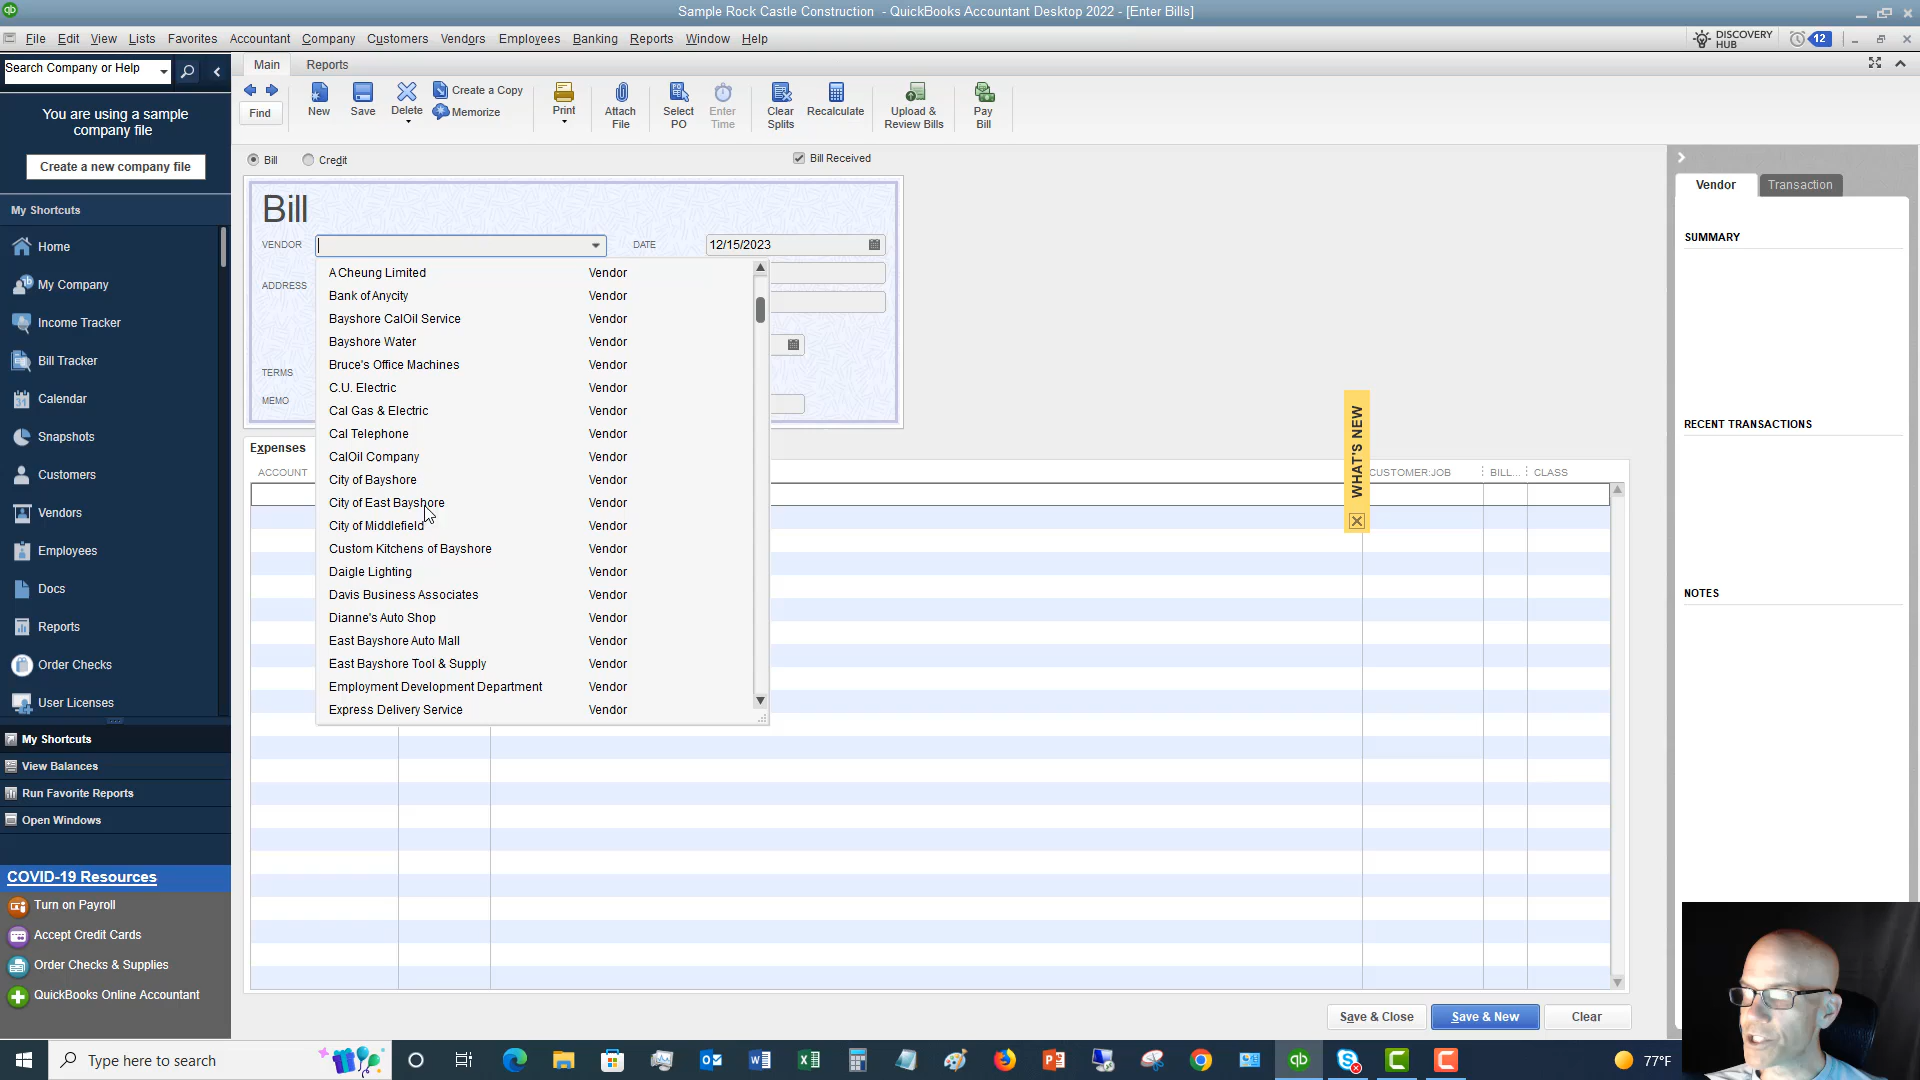 Sample Rock Castle Construction - QuickBooks Accountant Desktop 2022 - [Enter Bills]
File Edit View Lists Favorites Accountant Company Customers Vendors Employees Banking Reports Window Help
DISCOVERY HUB
12
Search Company or Help
You are using a sample
company file
Create a new company file
My Shortcuts
Home
My Company
Income Tracker
Bill Tracker
Calendar
31
Snapshots
Customers
Vendors
Employees
Docs
Reports
Order Checks
User Licenses
My Shortcuts
View Balances
Run Favorite Reports
Open Windows
COVID-19 Resources
Turn on Payroll
Accept Credit Cards
Order Checks & Supplies
QuickBooks Online Accountant
Main Reports
Find
New
Save
Delete
Create a Copy
Memorize
Print
Attach
File
Select
PO
Enter
Time
Clear
Splits
Recalculate
Upload &
Review Bills
Pay
Bill
Bill Credit Bill Received
Bill
VENDOR
DATE 12/15/2023
ADDRESS
TERMS
MEMO
A Cheung Limited Vendor
Bank of Anycity Vendor
Bayshore CalOil Service Vendor
Bayshore Water Vendor
Bruce's Office Machines Vendor
C.U. Electric Vendor
Cal Gas & Electric Vendor
Cal Telephone Vendor
CalOil Company Vendor
City of Bayshore Vendor
City of East Bayshore Vendor
City of Middlefield Vendor
Custom Kitchens of Bayshore Vendor
Daigle Lighting Vendor
Davis Business Associates Vendor
Dianne's Auto Shop Vendor
East Bayshore Auto Mall Vendor
East Bayshore Tool & Supply Vendor
Employment Development Department Vendor
Express Delivery Service Vendor
Expenses
ACCOUNT
CUSTOMER:JOB BILL... CLASS
WHAT'S NEW
Save & Close Save & New Clear
Vendor Transaction
SUMMARY
RECENT TRANSACTIONS
NOTES
Type here to search
77°F